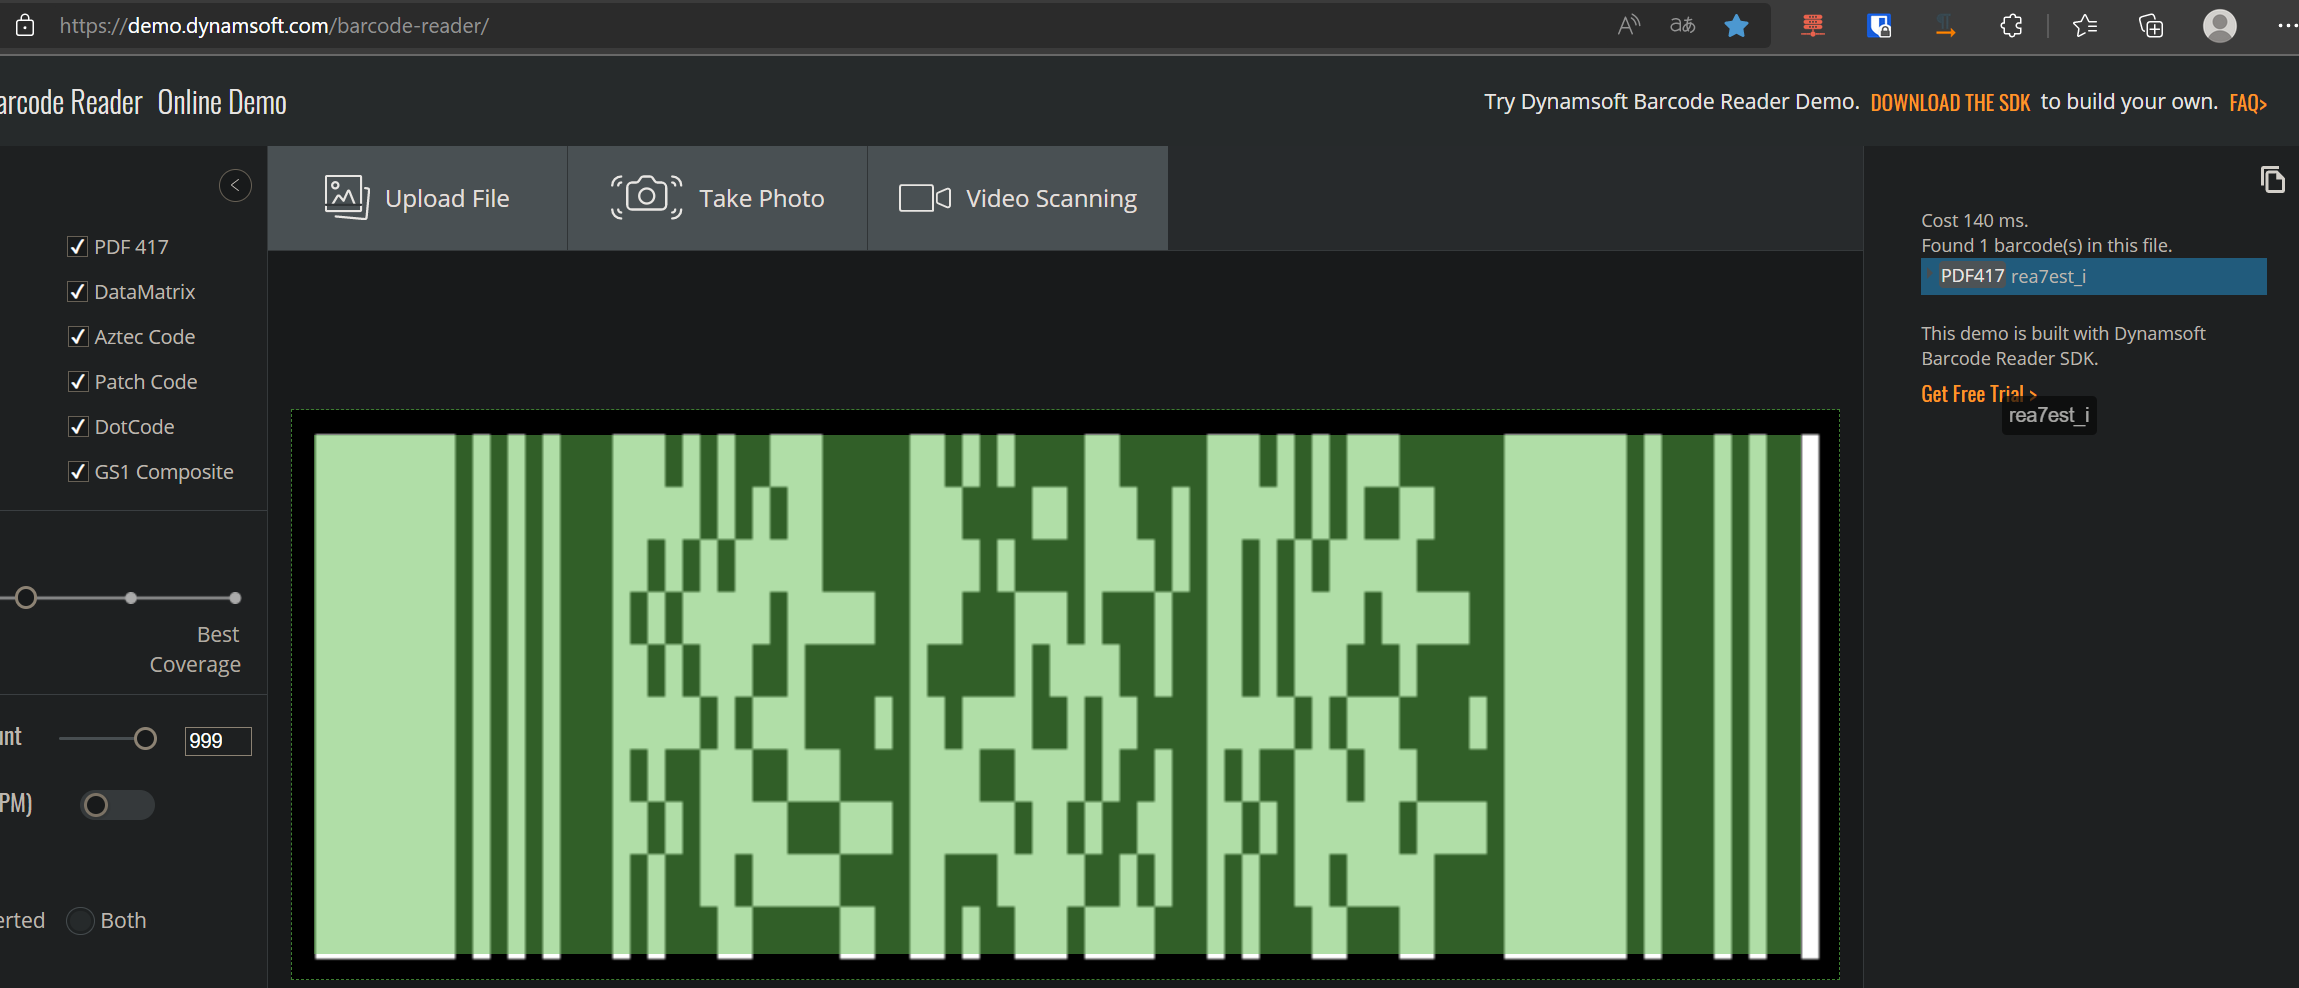 https://demo.dynamsoft.com/barcode-reader/
arcode Reader Online Demo
Try Dynamsoft Barcode Reader Demo. DOWNLOAD THE SDK to build your own. FAQ>
Upload File
Take Photo
Video Scanning
PDF 417
DataMatrix
Aztec Code
Patch Code
DotCode
GS1 Composite
Best
Coverage
unt
999
PM)
erted
Both
Cost 140 ms.
Found 1 barcode(s) in this file.
PDF417 rea7est_i
This demo is built with Dynamsoft
Barcode Reader SDK.
Get Free Trial >
rea7est_i